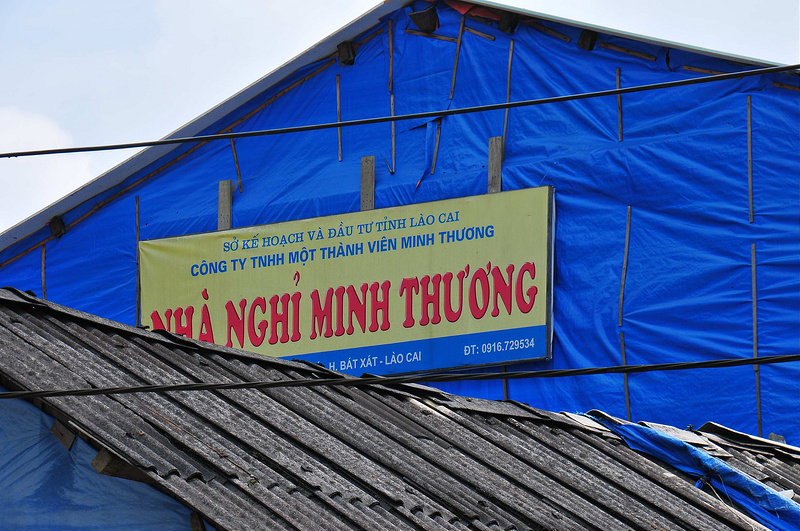 SỞ KẾ HOẠCH VÀ ĐẦU TƯ TỈNH LÀO CAI
CÔNG TY TNHH MỘT THÀNH VIÊN MINH THƯƠNG
NHÀ NGHỈ MINH THƯƠNG
H. BÁT XÁT - LÀO CAI ĐT: 0916.729534